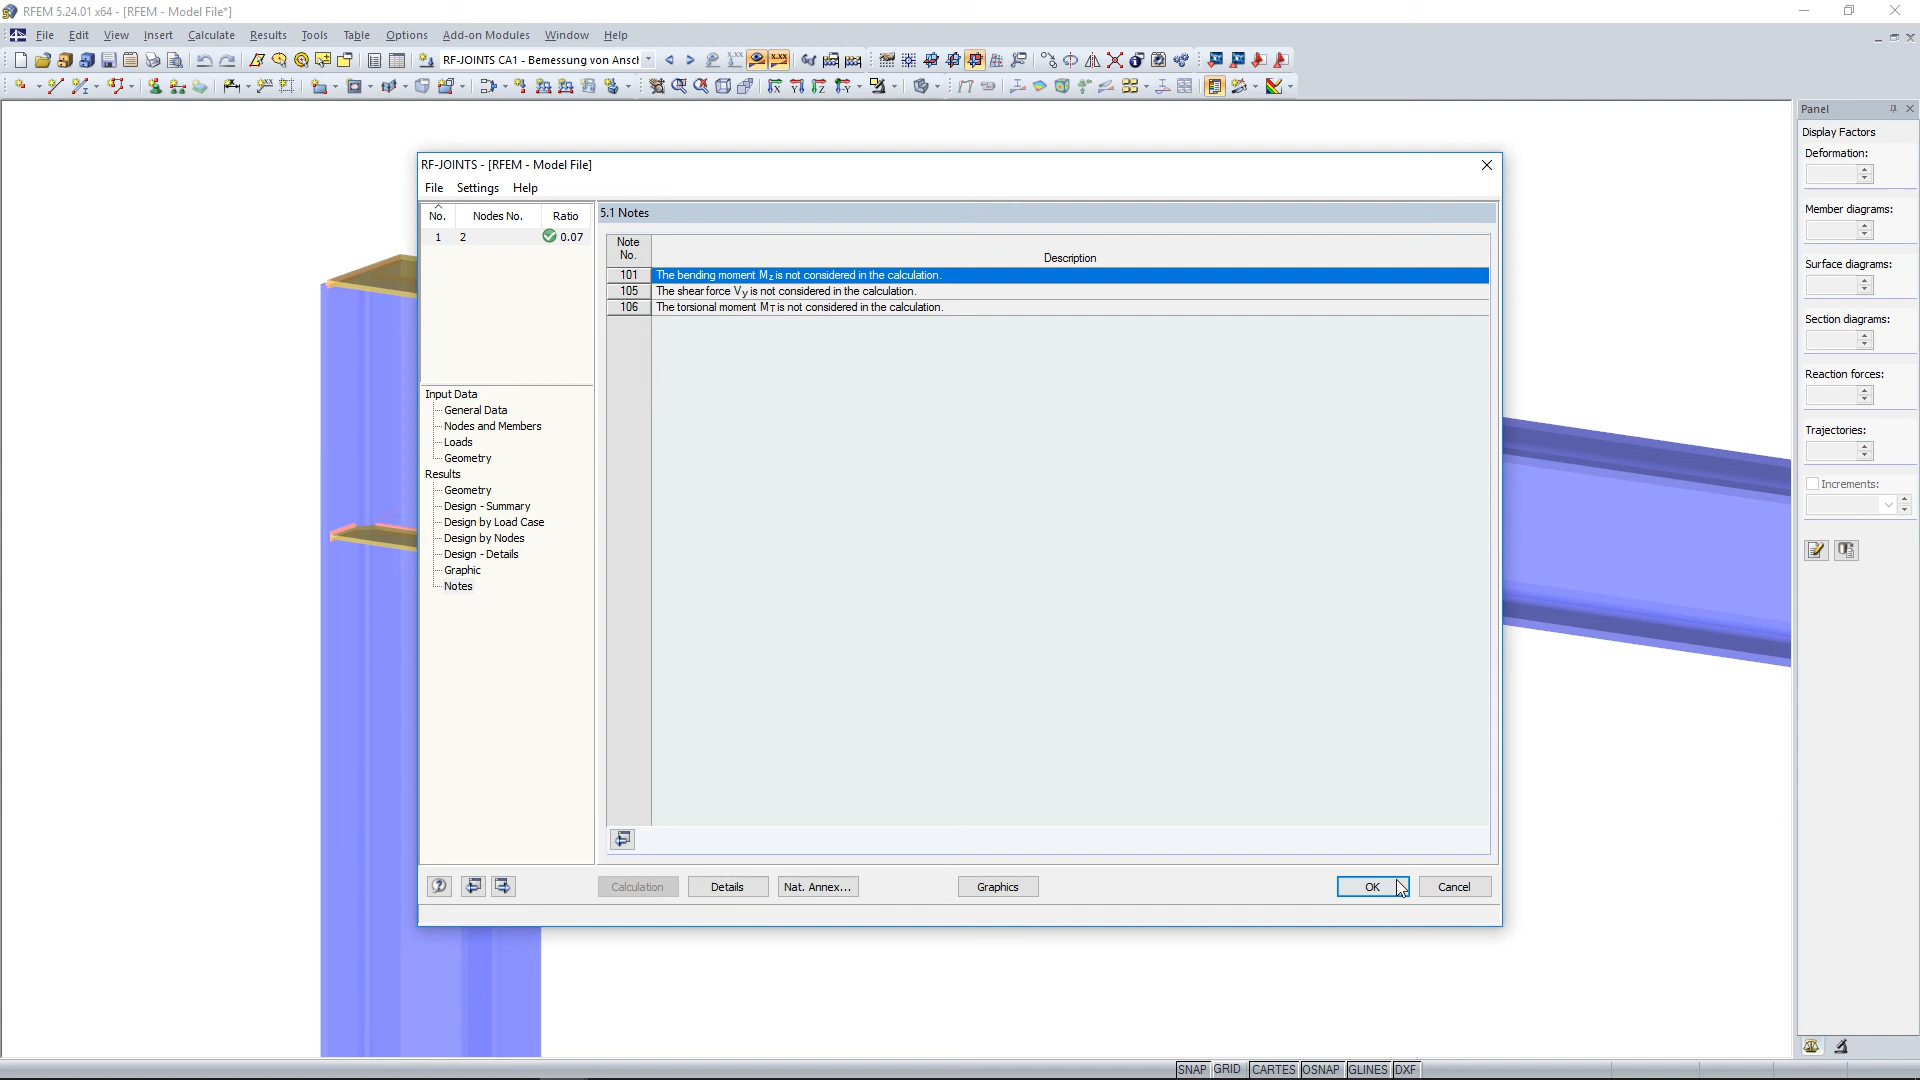 RFEM 5.24.01 x64 - [RFEM - Model File*]
File Edit View Insert Calculate Results Tools Table Options Add-on Modules Window Help
RF-JOINTS CA1 - Bemessung von Ansch
Panel
Display Factors
Deformation:
Member diagrams:
Surface diagrams:
Section diagrams:
Reaction forces:
Trajectories:
Increments:
RF-JOINTS - [RFEM - Model File]
File Settings Help
No. Nodes No. Ratio
1 2 0.07
Input Data
General Data
Nodes and Members
Loads
Geometry
Results
Geometry
Design - Summary
Design by Load Case
Design by Nodes
Design - Details
Graphic
Notes
5.1 Notes
Note
No. Description
101 The bending moment Mz is not considered in the calculation.
105 The shear force Vy is not considered in the calculation.
106 The torsional moment MT is not considered in the calculation.
Calculation Details Nat. Annex... Graphics OK Cancel
SNAP GRID CARTES OSNAP GLINES DXF